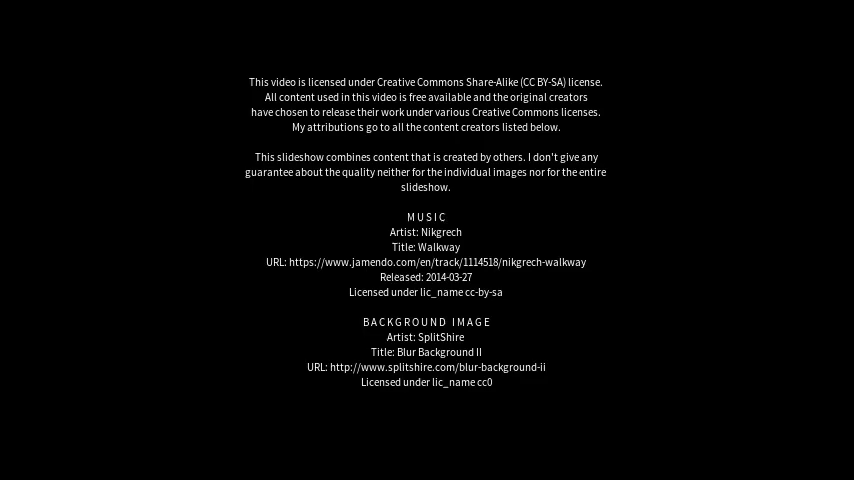 This video is licensed under Creative Commons Share-Alike (CC BY-SA) license.
All content used in this video is free available and the original creators
have chosen to release their work under various Creative Commons licenses.
My attributions go to all the content creators listed below.
This slideshow combines content that is created by others. I don't give any
guarantee about the quality neither for the individual images nor for the entire
slideshow.
MUSIC
Artist: Nikgrech
Title: Walkway
URL: https://www.jamendo.com/en/track/1114518/nikgrech-walkway
Released: 2014-03-27
Licensed under lic_name cc-by-sa
BACKGROUND IMAGE
Artist: SplitShire
Title: Blur Background II
URL: http://www.splitshire.com/blur-background-ii
Licensed under lic_name cc0